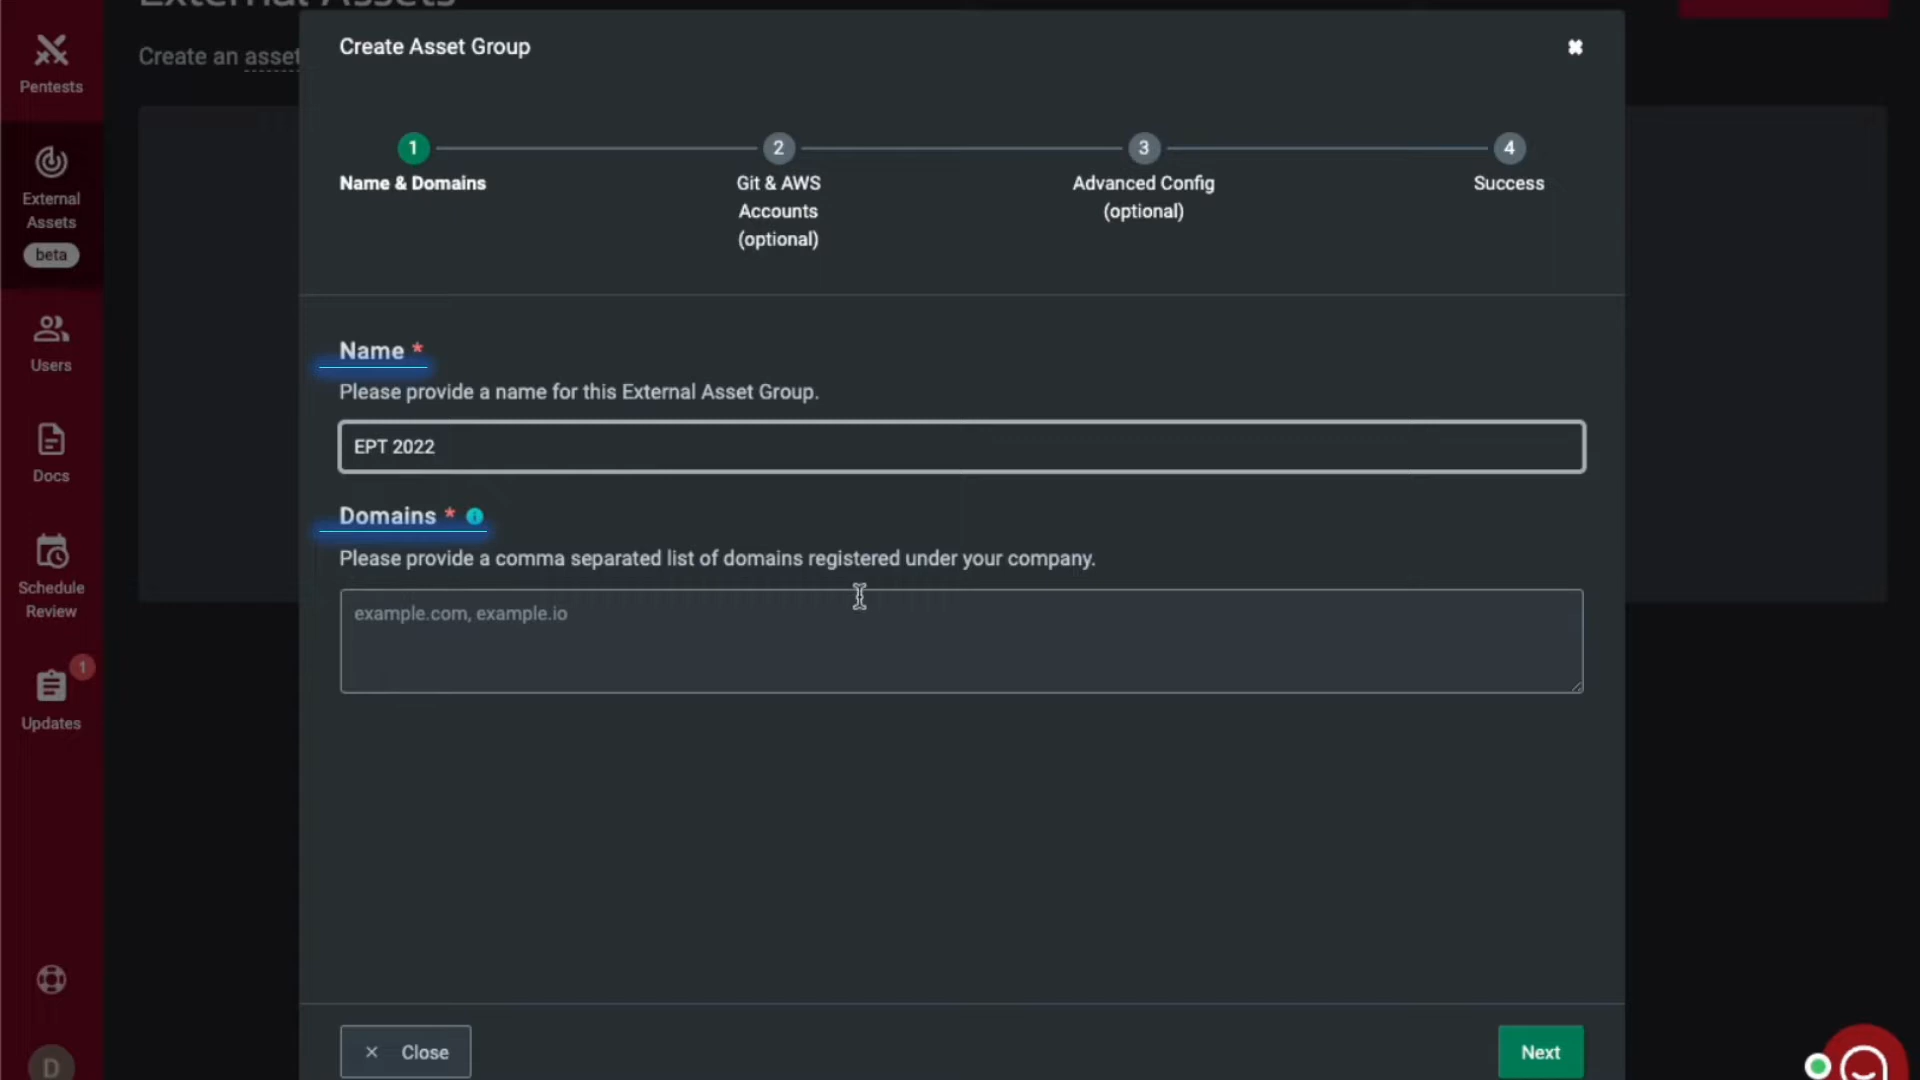 External Assets
Create an asset
Pentests
External
Assets
beta
Users
Docs
Schedule
Review
1
Updates
D
Create Asset Group
1
Name & Domains
2
Git & AWS
Accounts
(optional)
3
Advanced Config
(optional)
4
Success
Name *
Please provide a name for this External Asset Group.
EPT 2022
Domains *
Please provide a comma separated list of domains registered under your company.
example.com, example.io
Close
Next